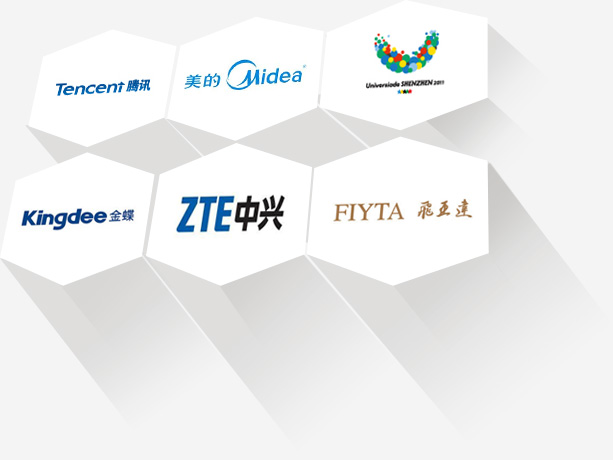 Tencent 腾讯
美的 Midea®
Universiade SHENZHEN 2011
Kingdee 金蝶
ZTE中兴
FIYTA 飛亚達